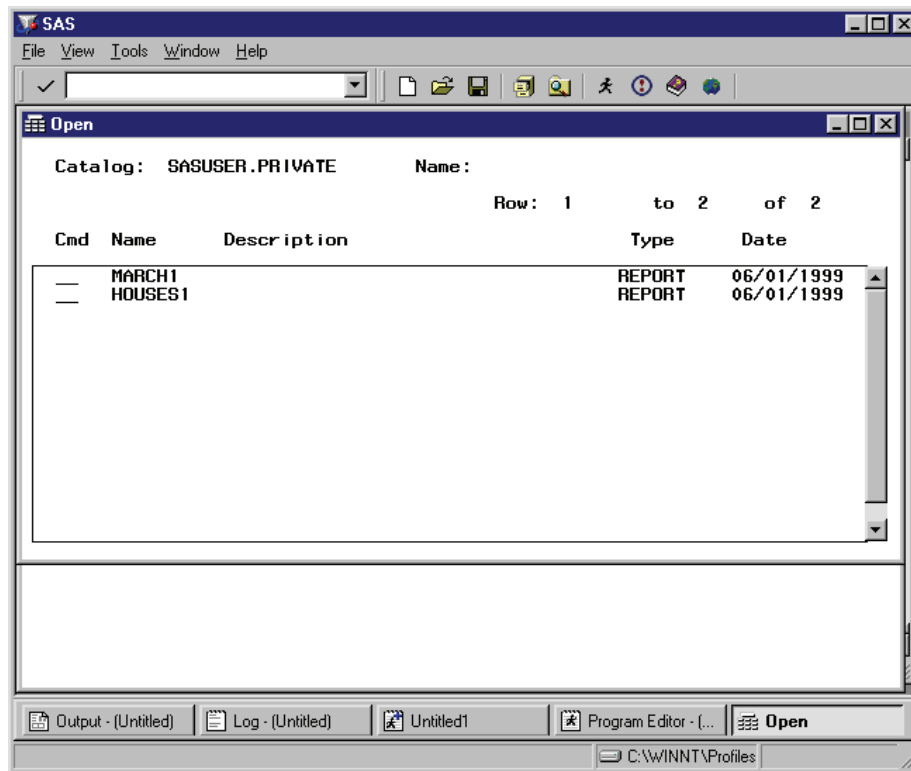 SAS
File View Tools Window Help
Open
Catalog: SASUSER.PRIVATE Name:
Row: 1 to 2 of 2
Cmd Name Description Type Date
MARCH1 REPORT 06/01/1999
HOUSES1 REPORT 06/01/1999
Output - (Untitled) Log - (Untitled) Untitled1 Program Editor - (... Open
C:\WINNT\Profiles